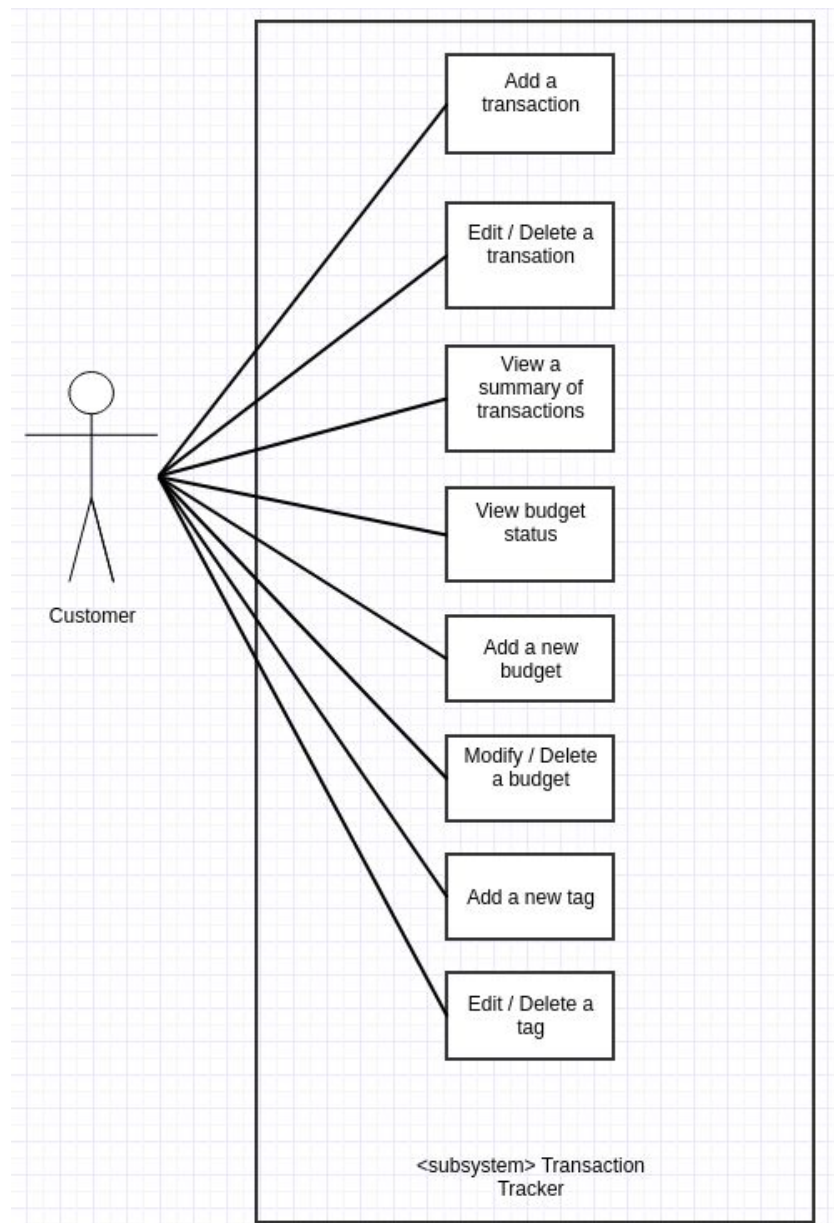 Add a
transaction
Edit / Delete a
transation
View a
summary of
transactions
View budget
status
Customer
Add a new
budget
Modify / Delete
a budget
Add a new tag
Edit / Delete a
tag
<subsystem> Transaction
Tracker